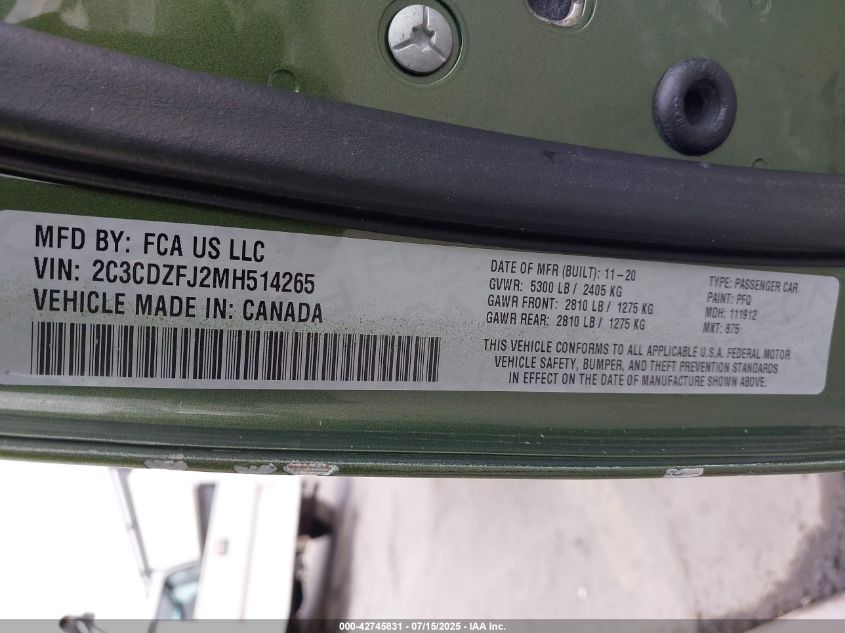 MFD BY: FCA US LLC
VIN: 2C3CDZFJ2MH514265
VEHICLE MADE IN: CANADA
DATE OF MFR (BUILT): 11-20
GVWR: 5300 LB / 2405 KG
GAWR FRONT: 2810 LB / 1275 KG
GAWR REAR: 2810 LB / 1275 KG
TYPE: PASSENGER CAR
PAINT: PFQ
MDH: 111912
MKT: 875
THIS VEHICLE CONFORMS TO ALL APPLICABLE U.S.A. FEDERAL MOTOR
VEHICLE SAFETY, BUMPER, AND THEFT PREVENTION STANDARDS
IN EFFECT ON THE DATE OF MANUFACTURE SHOWN ABOVE.
000-42745831 - 07/15/2025 - IAA Inc.